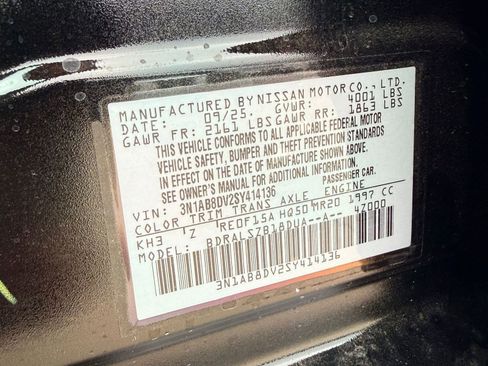 MANUFACTURED BY NISSAN MOTOR CO., LTD.
DATE: 09/25. GVWR: 4001 LBS
GAWR FR: 2161 LBS GAWR RR: 1863 LBS
THIS VEHICLE CONFORMS TO ALL APPLICABLE FEDERAL MOTOR
VEHICLE SAFETY, BUMPER AND THEFT PREVENTION STANDARDS
IN EFFECT ON THE DATE OF MANUFACTURE SHOWN ABOVE.
SEE OWNER'S MANUAL FOR ADDITIONAL INFORMATION.
VIN: 3N1AB8DV2SY414136 PASSENGER CAR.
COLOR TRIM TRANS AXLE ENGINE
KH3 Z RE0F15A HQ50 MR20 1997 CC
MODEL: BDRALSZB18DUA--A-- 47000
3N1AB8DV2SY414136